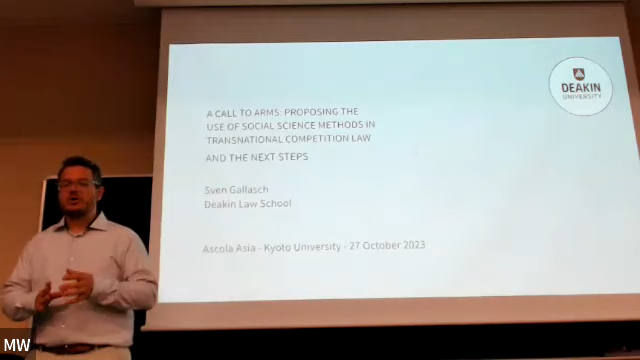 DEAKIN
UNIVERSITY
A CALL TO ARMS: PROPOSING THE
USE OF SOCIAL SCIENCE METHODS IN
TRANSNATIONAL COMPETITION LAW
AND THE NEXT STEPS
Sven Gallasch
Deakin Law School
Ascola Asia - Kyoto University - 27 October 2023
MW